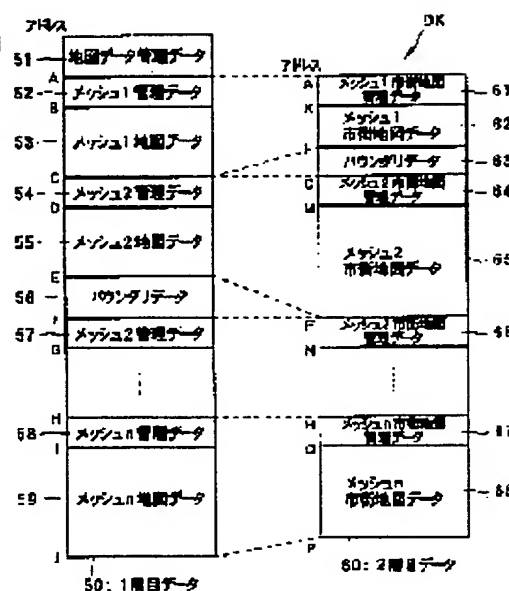 アドレス
51
地図データ管理データ
A
52
メッシュ1管理データ
B
53
メッシュ1地図データ
C
54
メッシュ2管理データ
D
55
メッシュ2地図データ
E
56
バウンダリデータ
F
57
メッシュ2管理データ
G
H
58
メッシュn管理データ
I
59
メッシュn地図データ
J
50:1階目データ
DK
アドレス
A
メッシュ1市街地図
管理データ
61
K
メッシュ1
市街地図データ
62
L
バウンダリデータ
63
C
メッシュ2市街地図
管理データ
64
M
メッシュ2
市街地図データ
65
F
メッシュ2市街地図
管理データ
66
N
H
メッシュn市街地図
管理データ
67
O
メッシュn
市街地図データ
68
P
60:2階目データ